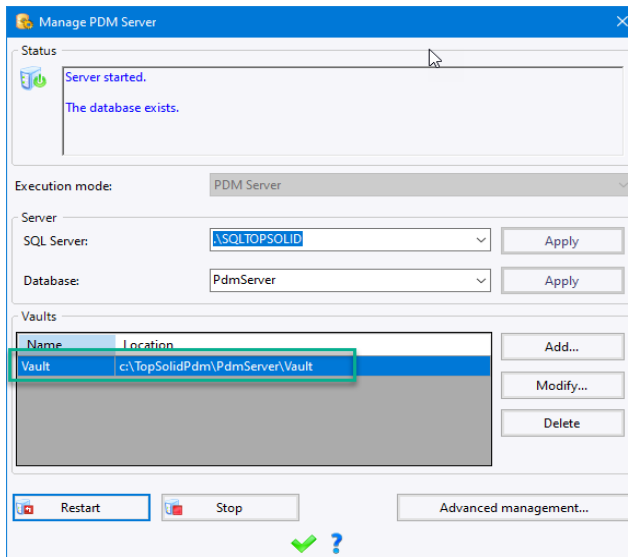 Manage PDM Server
Status
Server started.
The database exists.
Execution mode: PDM Server
Server
SQL Server: .\SQLTOPSOLID Apply
Database: PdmServer Apply
Vaults
Name Location
Vault c:\TopSolidPdm\PdmServer\Vault
Add...
Modify...
Delete
Restart Stop Advanced management...
?